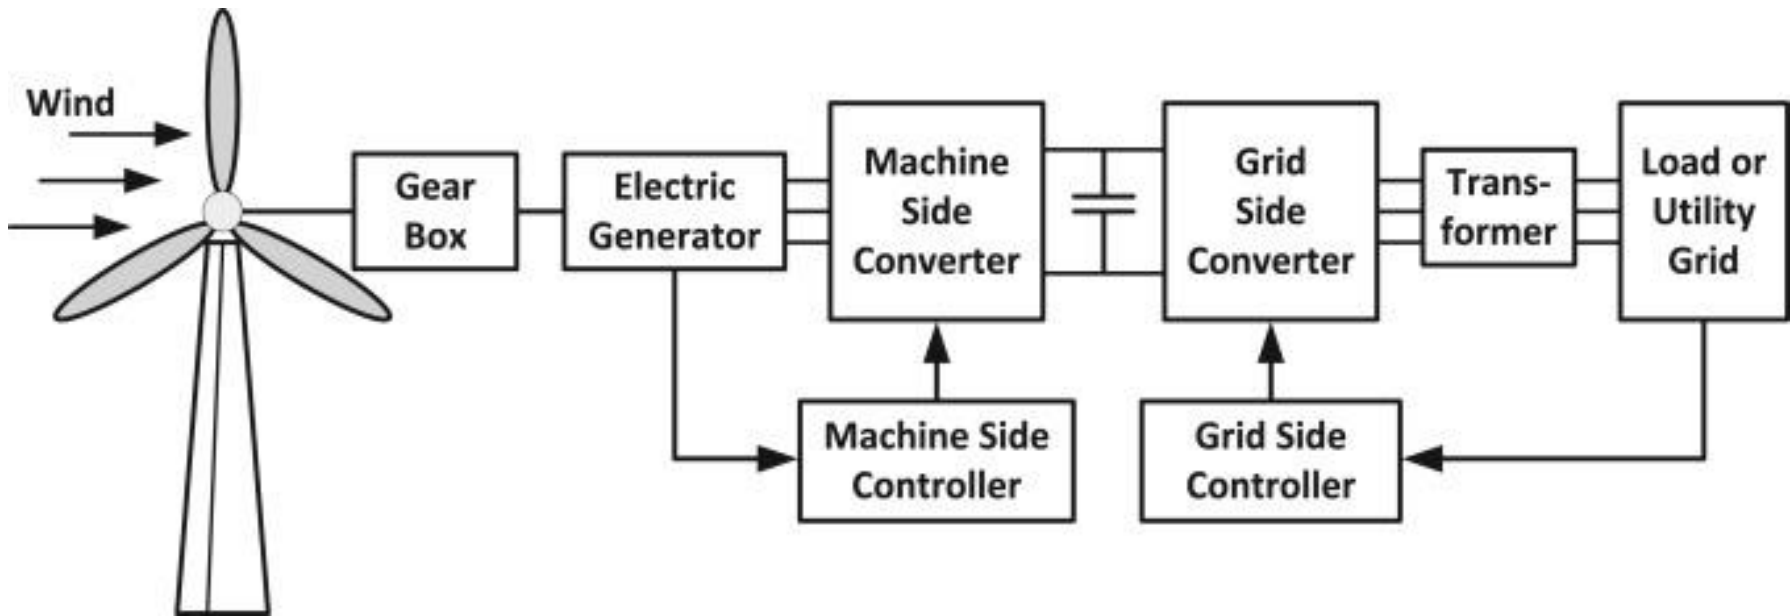 Wind
Gear
Box
Electric
Generator
Machine
Side
Converter
Grid
Side
Converter
Trans-
former
Load or
Utility
Grid
Machine Side
Controller
Grid Side
Controller